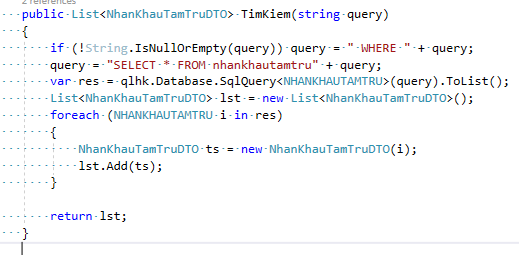 2 references
public List<NhanKhauTamTruDTO> TimKiem(string query)
{
if (!String.IsNullOrEmpty(query)) query = " WHERE " + query;
query = "SELECT * FROM nhankhautamtru" + query;
var res = qlhk.Database.SqlQuery<NHANKHAUTAMTRU>(query).ToList();
List<NhanKhauTamTruDTO> lst = new List<NhanKhauTamTruDTO>();
foreach (NHANKHAUTAMTRU i in res)
{
NhanKhauTamTruDTO ts = new NhanKhauTamTruDTO(i);
lst.Add(ts);
}
return lst;
}